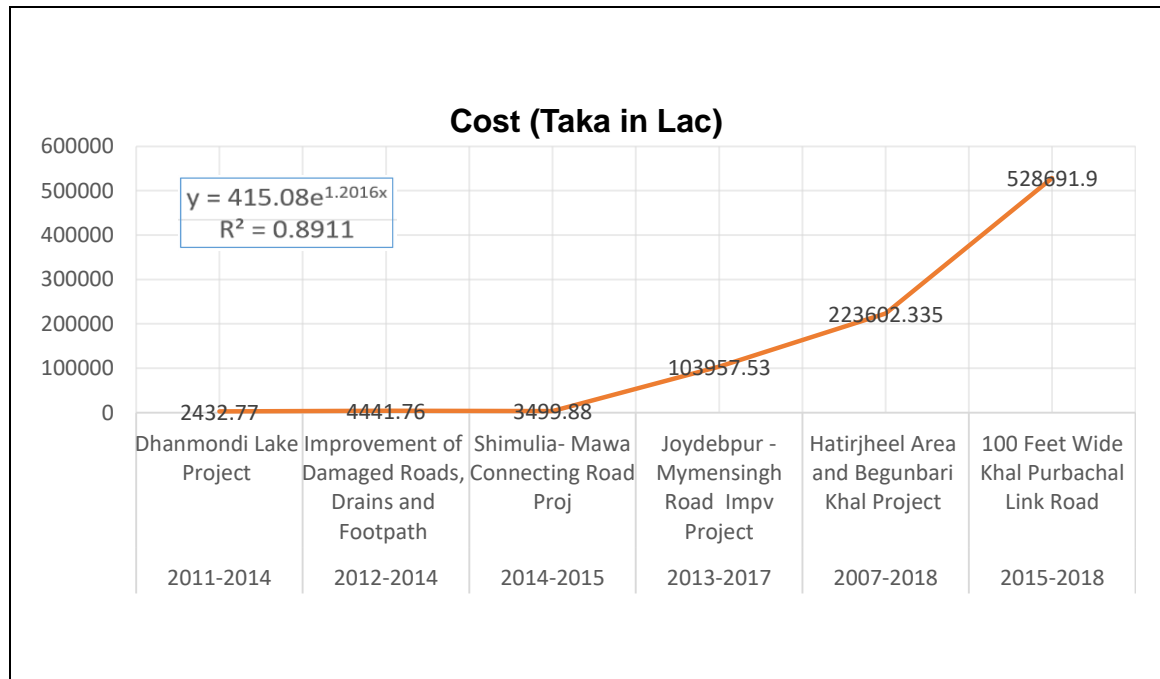 Cost (Taka in Lac)
600000
500000
400000
300000
200000
100000
0
y = 415.08e^1.2016x
R² = 0.8911
2432.77
4441.76
3499.88
103957.53
223602.335
528691.9
Dhanmondi Lake
Project
Improvement of
Damaged Roads,
Drains and
Footpath
Shimulia- Mawa
Connecting Road
Proj
Joydebpur -
Mymensingh
Road Impv
Project
Hatirjheel Area
and Begunbari
Khal Project
100 Feet Wide
Khal Purbachal
Link Road
2011-2014
2012-2014
2014-2015
2013-2017
2007-2018
2015-2018